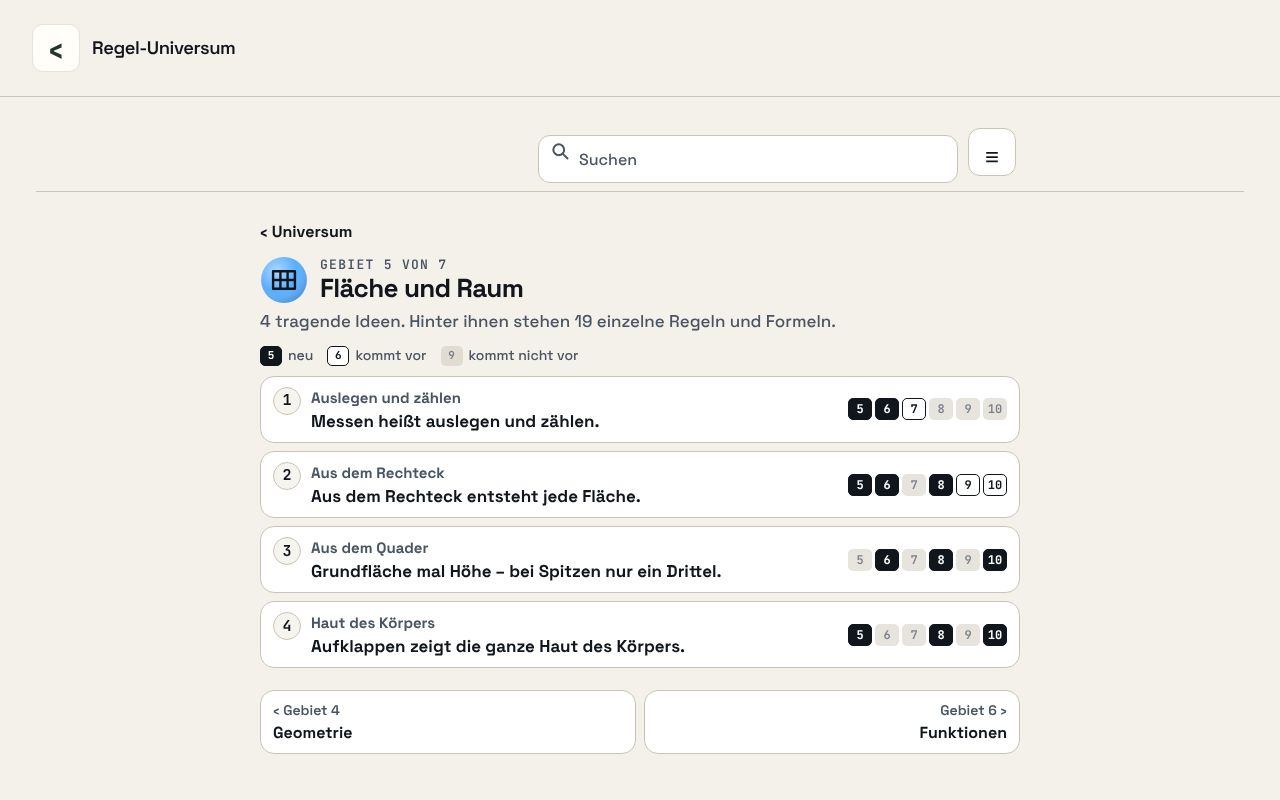 < Regel-Universum
Suchen
< Universum
GEBIET 5 VON 7
Fläche und Raum
4 tragende Ideen. Hinter ihnen stehen 19 einzelne Regeln und Formeln.
5 neu 6 kommt vor 9 kommt nicht vor
1 Auslegen und zählen
Messen heißt auslegen und zählen.
5 6 7 8 9 10
2 Aus dem Rechteck
Aus dem Rechteck entsteht jede Fläche.
5 6 7 8 9 10
3 Aus dem Quader
Grundfläche mal Höhe – bei Spitzen nur ein Drittel.
5 6 7 8 9 10
4 Haut des Körpers
Aufklappen zeigt die ganze Haut des Körpers.
5 6 7 8 9 10
< Gebiet 4
Geometrie
Gebiet 6 >
Funktionen